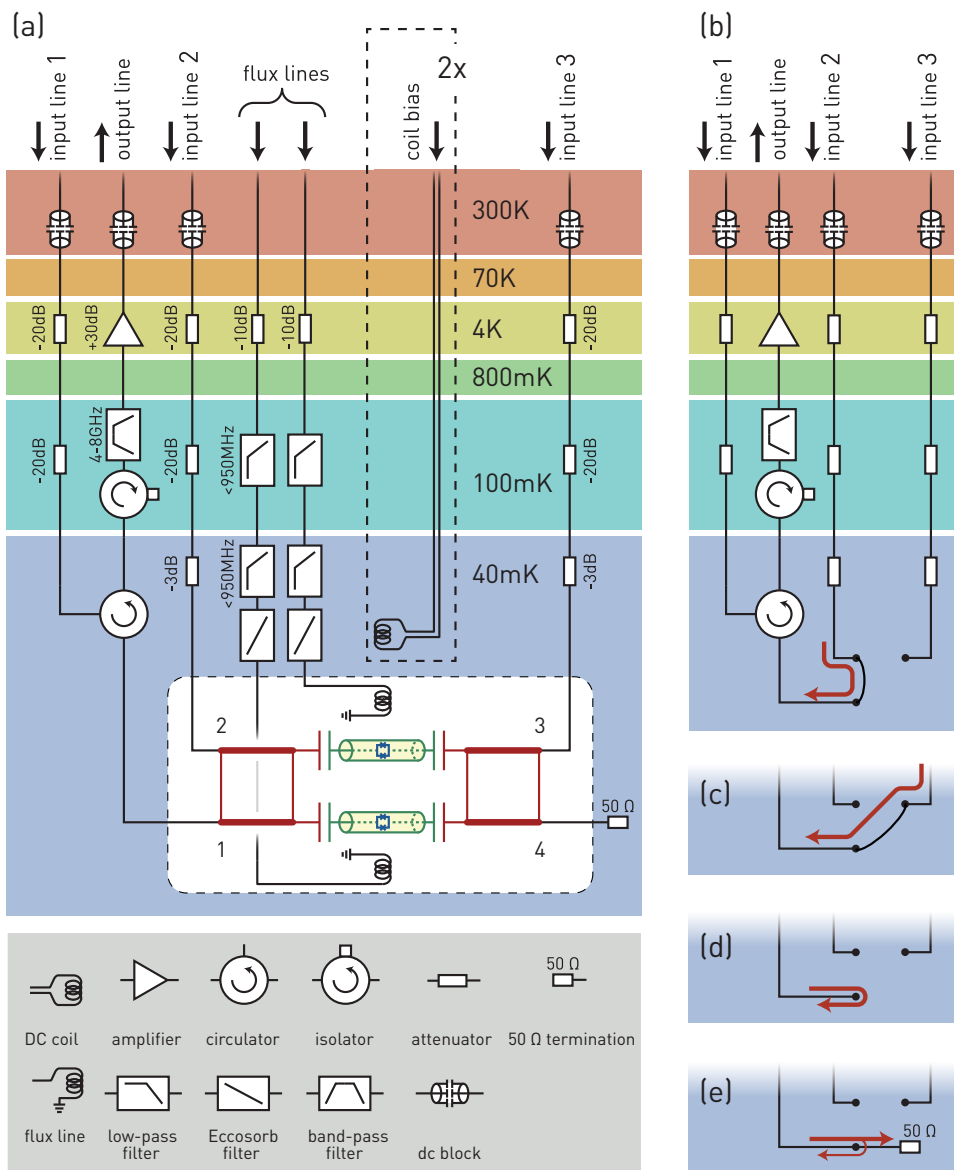 (a)
input line 1
output line
input line 2
flux lines
coil bias
2x
input line 3
300K
70K
4K
800mK
100mK
40mK
-20dB
+30dB
-20dB
-10dB
-10dB
-20dB
-20dB
4-8GHz
-20dB
<950MHz
-20dB
-3dB
<950MHz
-3dB
2
3
1
4
50 Ω
(b)
input line 1
output line
input line 2
input line 3
(c)
(d)
(e)
50 Ω
50 Ω
DC coil
amplifier
circulator
isolator
attenuator
50 Ω termination
flux line
low-pass
filter
Eccosorb
filter
band-pass
filter
dc block